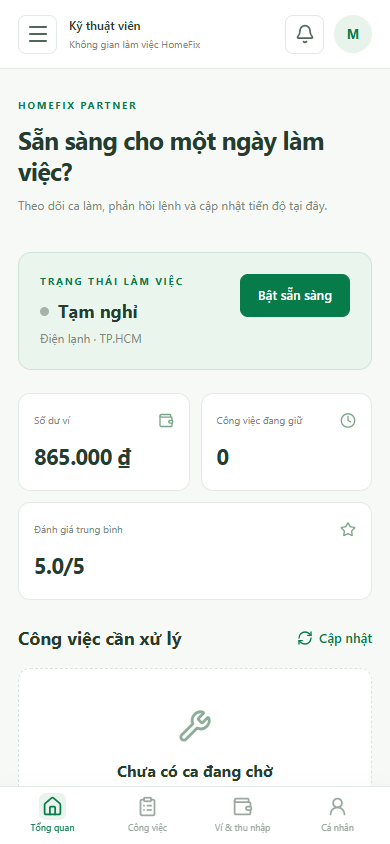 Kỹ thuật viên
Không gian làm việc HomeFix
M
HOMEFIX PARTNER
Sẵn sàng cho một ngày làm
việc?
Theo dõi ca làm, phản hồi lệnh và cập nhật tiến độ tại đây.
TRẠNG THÁI LÀM VIỆC
Tạm nghỉ
Điện lạnh · TP.HCM
Bật sẵn sàng
Số dư ví
865.000 ₫
Công việc đang giữ
0
Đánh giá trung bình
5.0/5
Công việc cần xử lý
Cập nhật
Chưa có ca đang chờ
Tổng quan
Công việc
Ví & thu nhập
Cá nhân